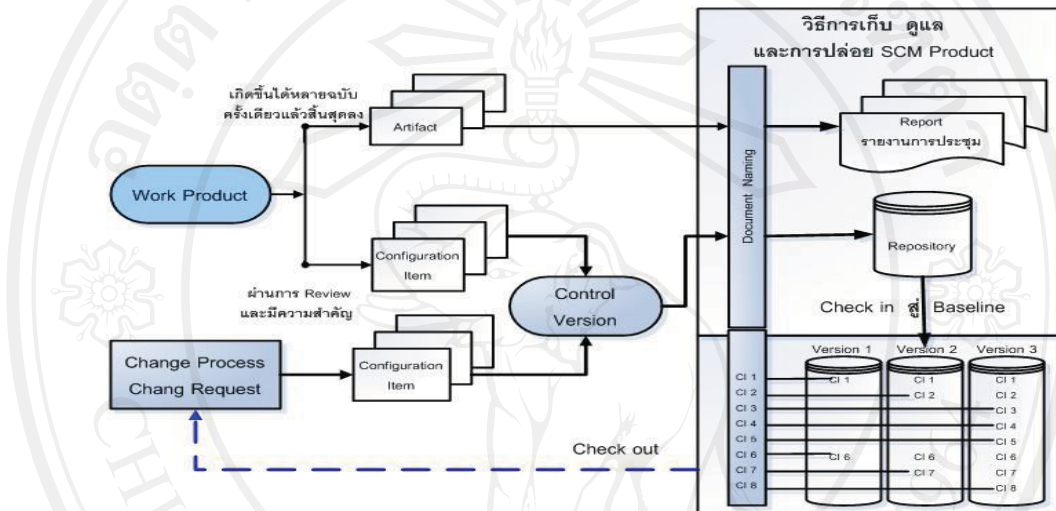 วิธีการเก็บ ดูแล
และการปล่อย SCM Product
เกิดขึ้นได้หลายฉบับ
ครั้งเดียวแล้วสิ้นสุดลง
Artifact
Report
รายงานการประชุม
Work Product
Document Naming
Configuration
Item
Repository
ผ่านการ Review
และมีความสำคัญ
Control
Version
Check in สู่ Baseline
Change Process
Chang Request
Configuration
Item
Version 1 Version 2 Version 3
CI 1 CI 1 CI 1 CI 1
CI 2 CI 2 CI 2
CI 3 CI 3
CI 4 CI 4
CI 5 CI 5
CI 6 CI 6 CI 6 CI 6
CI 7 CI 7 CI 7
CI 8 CI 8
Check out